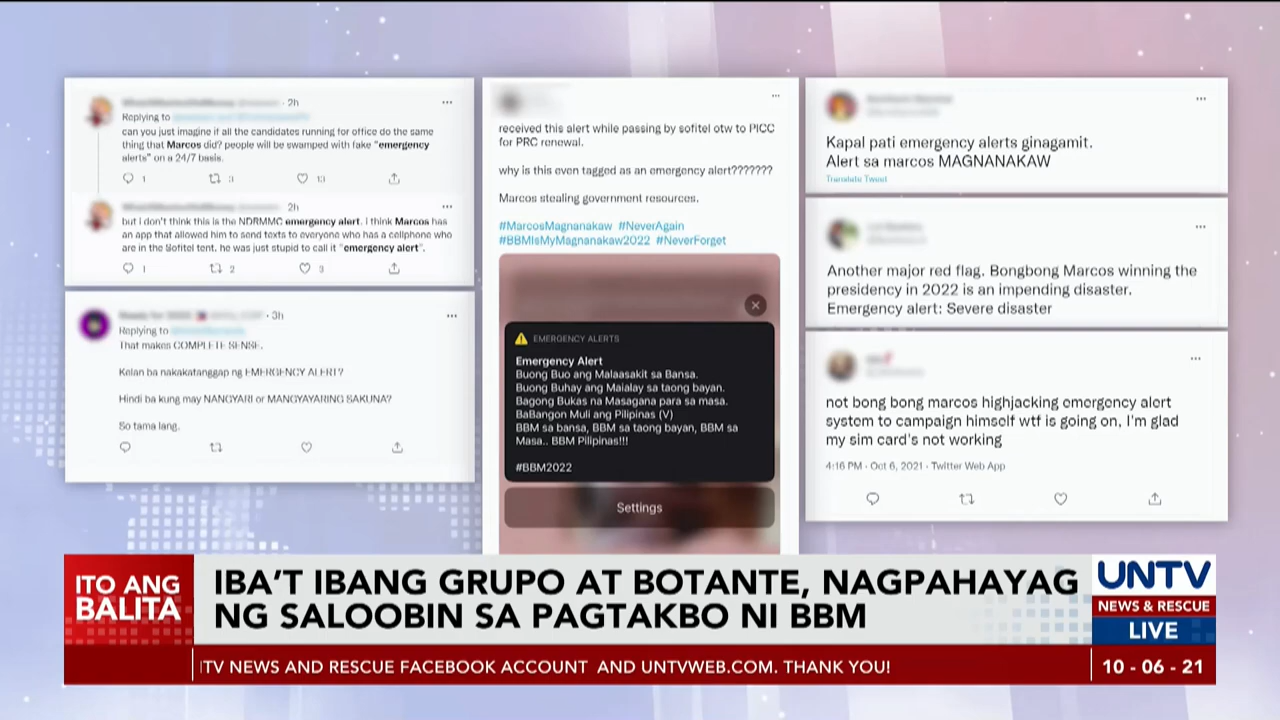 · 2h
Replying to
can you just imagine if all the candidates running for office do the same
thing that Marcos did? people will be swamped with fake "emergency
alerts" on a 24/7 basis.
1 3 13
· 2h
but i don't think this is the NDRMMC emergency alert. i think Marcos has
an app that allowed him to send texts to everyone who has a cellphone who
are in the Sofitel tent. he was just stupid to call it "emergency alert".
1 2 3
· 3h
Replying to
That makes COMPLETE SENSE.
Kelan ba nakakatanggap ng EMERGENCY ALERT?
Hindi ba kung may NANGYARI or MANGYAYARING SAKUNA?
So tama lang.
received this alert while passing by sofitel otw to PICC
for PRC renewal.
why is this even tagged as an emergency alert???????
Marcos stealing government resources.
#MarcosMagnanakaw #NeverAgain
#BBMIsMyMagnanakaw2022 #NeverForget
EMERGENCY ALERTS
Emergency Alert
Buong Buo ang Malaasakit sa Bansa.
Buong Buhay ang Maialay sa taong bayan.
Bagong Bukas na Masagana para sa masa.
BaBangon Muli ang Pilipinas (V)
BBM sa bansa, BBM sa taong bayan, BBM sa
Masa.. BBM Pilipinas!!!
#BBM2022
Settings
Kapal pati emergency alerts ginagamit.
Alert sa marcos MAGNANAKAW
Translate Tweet
Another major red flag. Bongbong Marcos winning the
presidency in 2022 is an impending disaster.
Emergency alert: Severe disaster
not bong bong marcos highjacking emergency alert
system to campaign himself wtf is going on, I'm glad
my sim card's not working
4:16 PM · Oct 6, 2021 · Twitter Web App
ITO ANG
BALITA
IBA'T IBANG GRUPO AT BOTANTE, NAGPAHAYAG
NG SALOOBIN SA PAGTAKBO NI BBM
UNTV
NEWS & RESCUE
LIVE
TV NEWS AND RESCUE FACEBOOK ACCOUNT AND UNTVWEB.COM. THANK YOU!
10 - 06 - 21